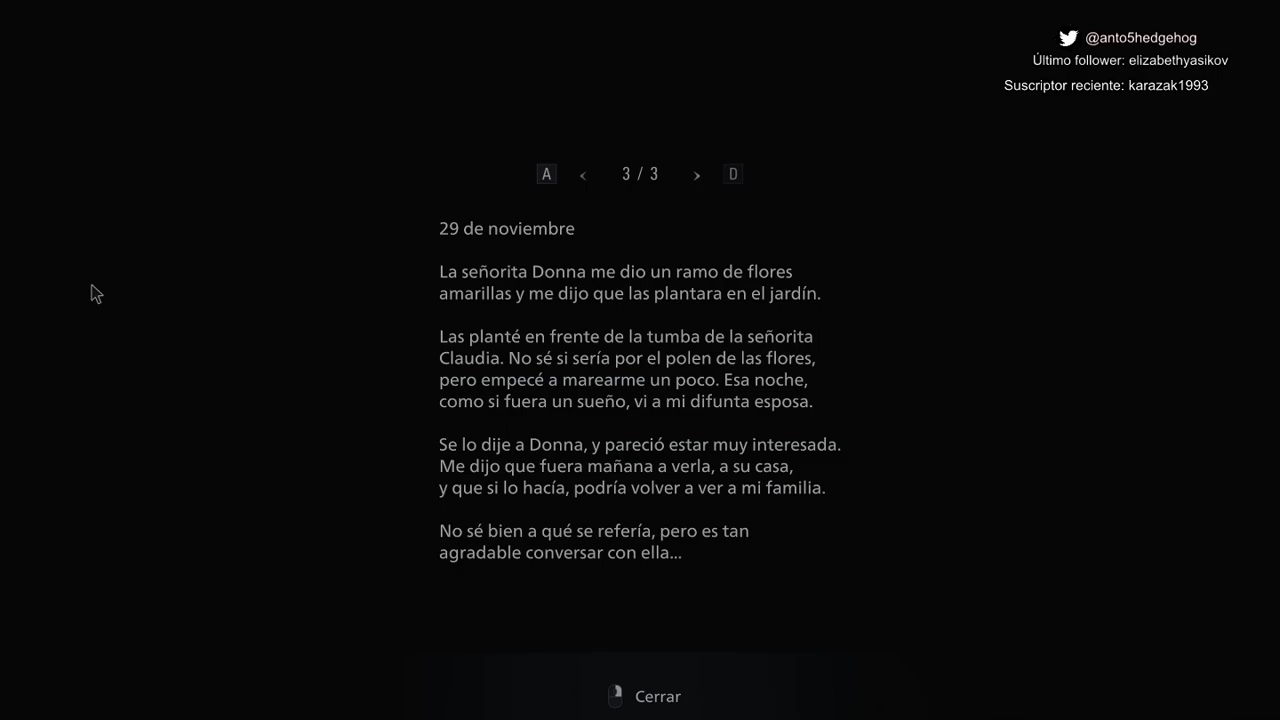 @anto5hedgehog
Último follower: elizabethyasikov
Suscriptor reciente: karazak1993
A < 3 / 3 > D
29 de noviembre
La señorita Donna me dio un ramo de flores
amarillas y me dijo que las plantara en el jardín.
Las planté en frente de la tumba de la señorita
Claudia. No sé si sería por el polen de las flores,
pero empecé a marearme un poco. Esa noche,
como si fuera un sueño, vi a mi difunta esposa.
Se lo dije a Donna, y pareció estar muy interesada.
Me dijo que fuera mañana a verla, a su casa,
y que si lo hacía, podría volver a ver a mi familia.
No sé bien a qué se refería, pero es tan
agradable conversar con ella...
Cerrar